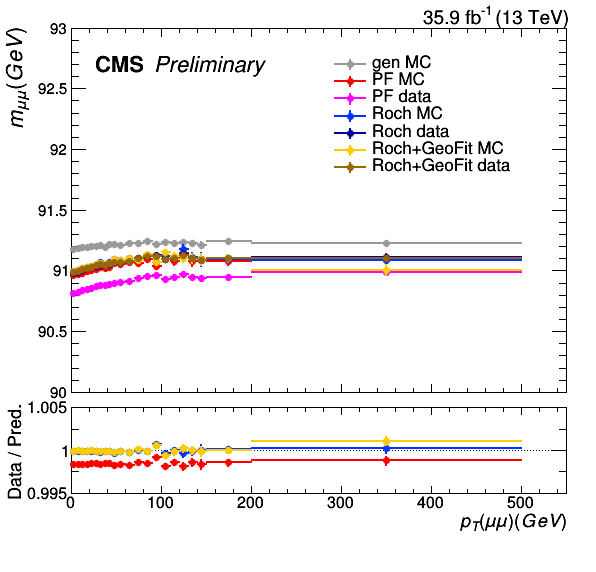 35.9 fb⁻¹ (13 TeV)
CMS Preliminary
m_μμ (GeV)
93
92.5
92
91.5
91
90.5
90
gen MC
PF MC
PF data
Roch MC
Roch data
Roch+GeoFit MC
Roch+GeoFit data
Data / Pred.
1.005
1
0.995
0 100 200 300 400 500
p_T(μμ)(GeV)